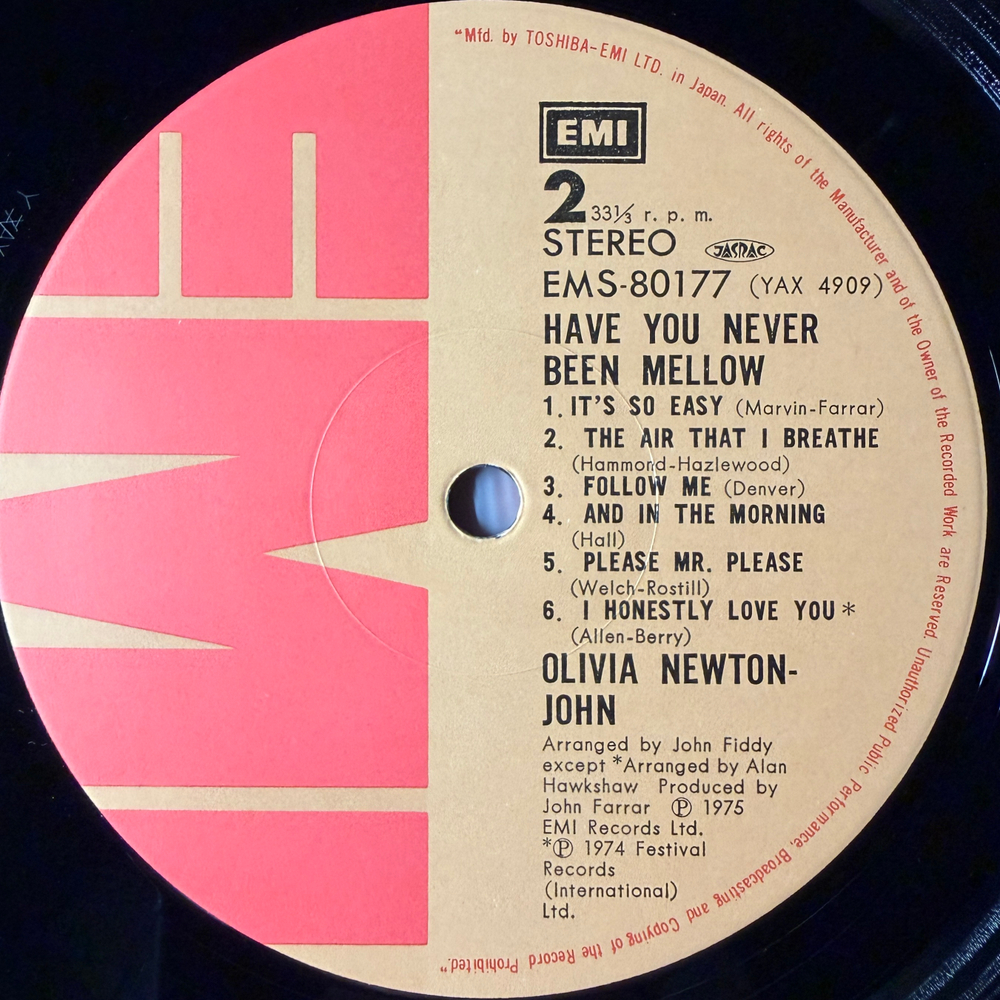 "Mfd. by TOSHIBA-EMI LTD. in Japan. All rights of the Manufacturer and of the Owner of the Recorded Work are Reserved. Unauthorized Public Performance, Broadcasting and Copying of the Record Prohibited."
EMI
EMI
2 33⅓ r. p. m.
STEREO JASRAC
EMS-80177 (YAX 4909)
HAVE YOU NEVER
BEEN MELLOW
1. IT'S SO EASY (Marvin-Farrar)
2. THE AIR THAT I BREATHE
(Hammond-Hazlewood)
3. FOLLOW ME (Denver)
4. AND IN THE MORNING
(Hall)
5. PLEASE MR. PLEASE
(Welch-Rostill)
6. I HONESTLY LOVE YOU *
(Allen-Berry)
OLIVIA NEWTON-
JOHN
Arranged by John Fiddy
except *Arranged by Alan
Hawkshaw Produced by
John Farrar ℗ 1975
EMI Records Ltd.
*℗ 1974 Festival
Records
(International)
Ltd.